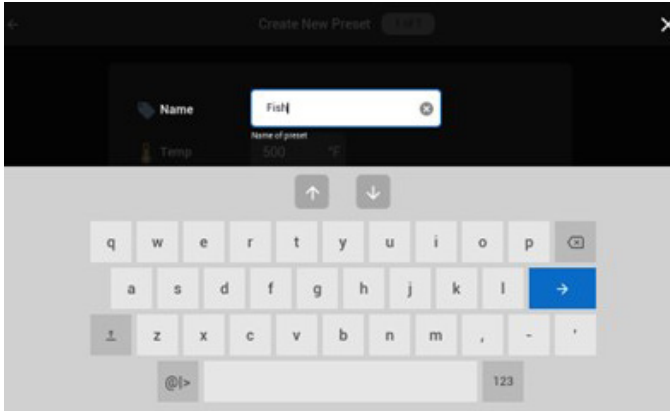 Create New Preset
Name
Fish
Name of preset
Temp
500 °F
q w e r t y u i o p
a s d f g h j k l
z x c v b n m , - '
@|> 123